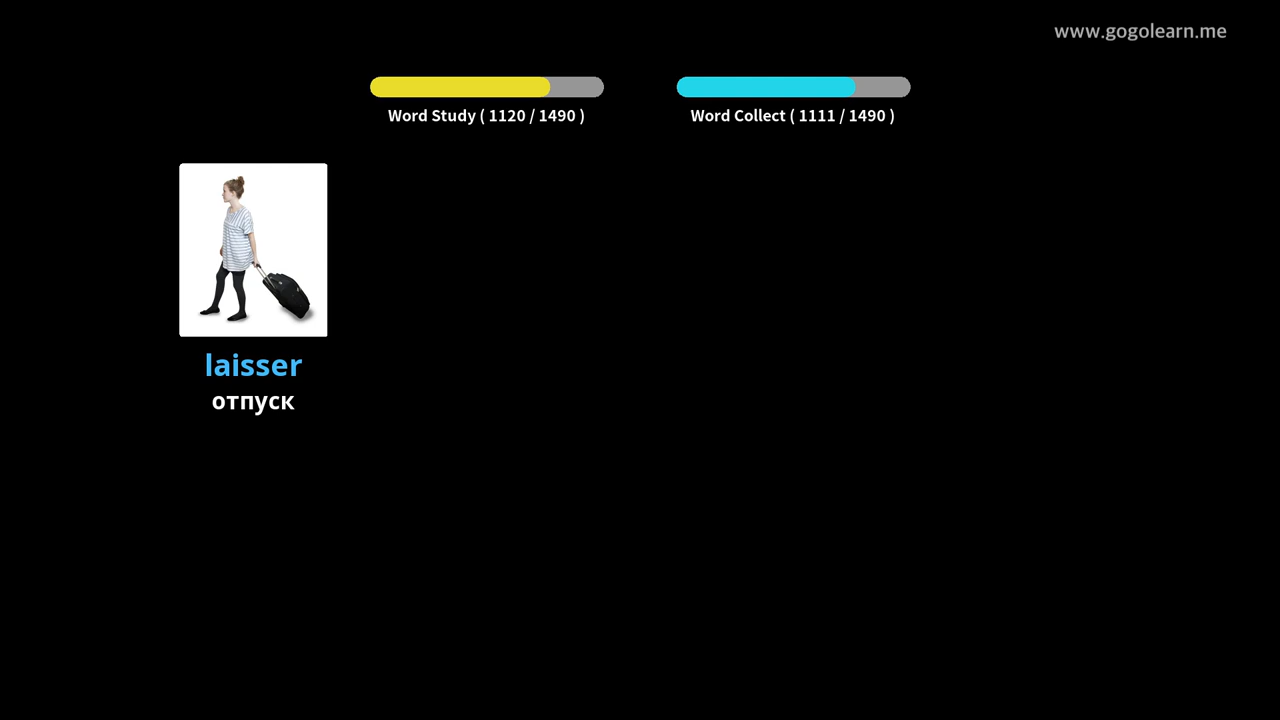 www.gogolearn.me
Word Study ( 1120 / 1490 )
Word Collect ( 1111 / 1490 )
laisser
отпуск